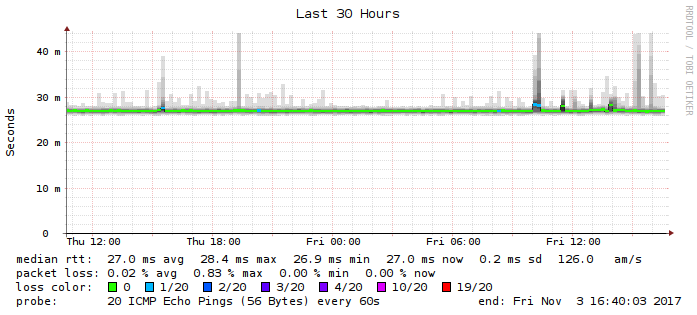 Last 30 Hours
RRDTOOL / TOBI OETIKER
Seconds
40 m
30 m
20 m
10 m
0
Thu 12:00 Thu 18:00 Fri 00:00 Fri 06:00 Fri 12:00
median rtt: 27.0 ms avg 28.4 ms max 26.9 ms min 27.0 ms now 0.2 ms sd 126.0 am/s
packet loss: 0.02 % avg 0.83 % max 0.00 % min 0.00 % now
loss color: 0 1/20 2/20 3/20 4/20 10/20 19/20
probe: 20 ICMP Echo Pings (56 Bytes) every 60s end: Fri Nov 3 16:40:03 2017